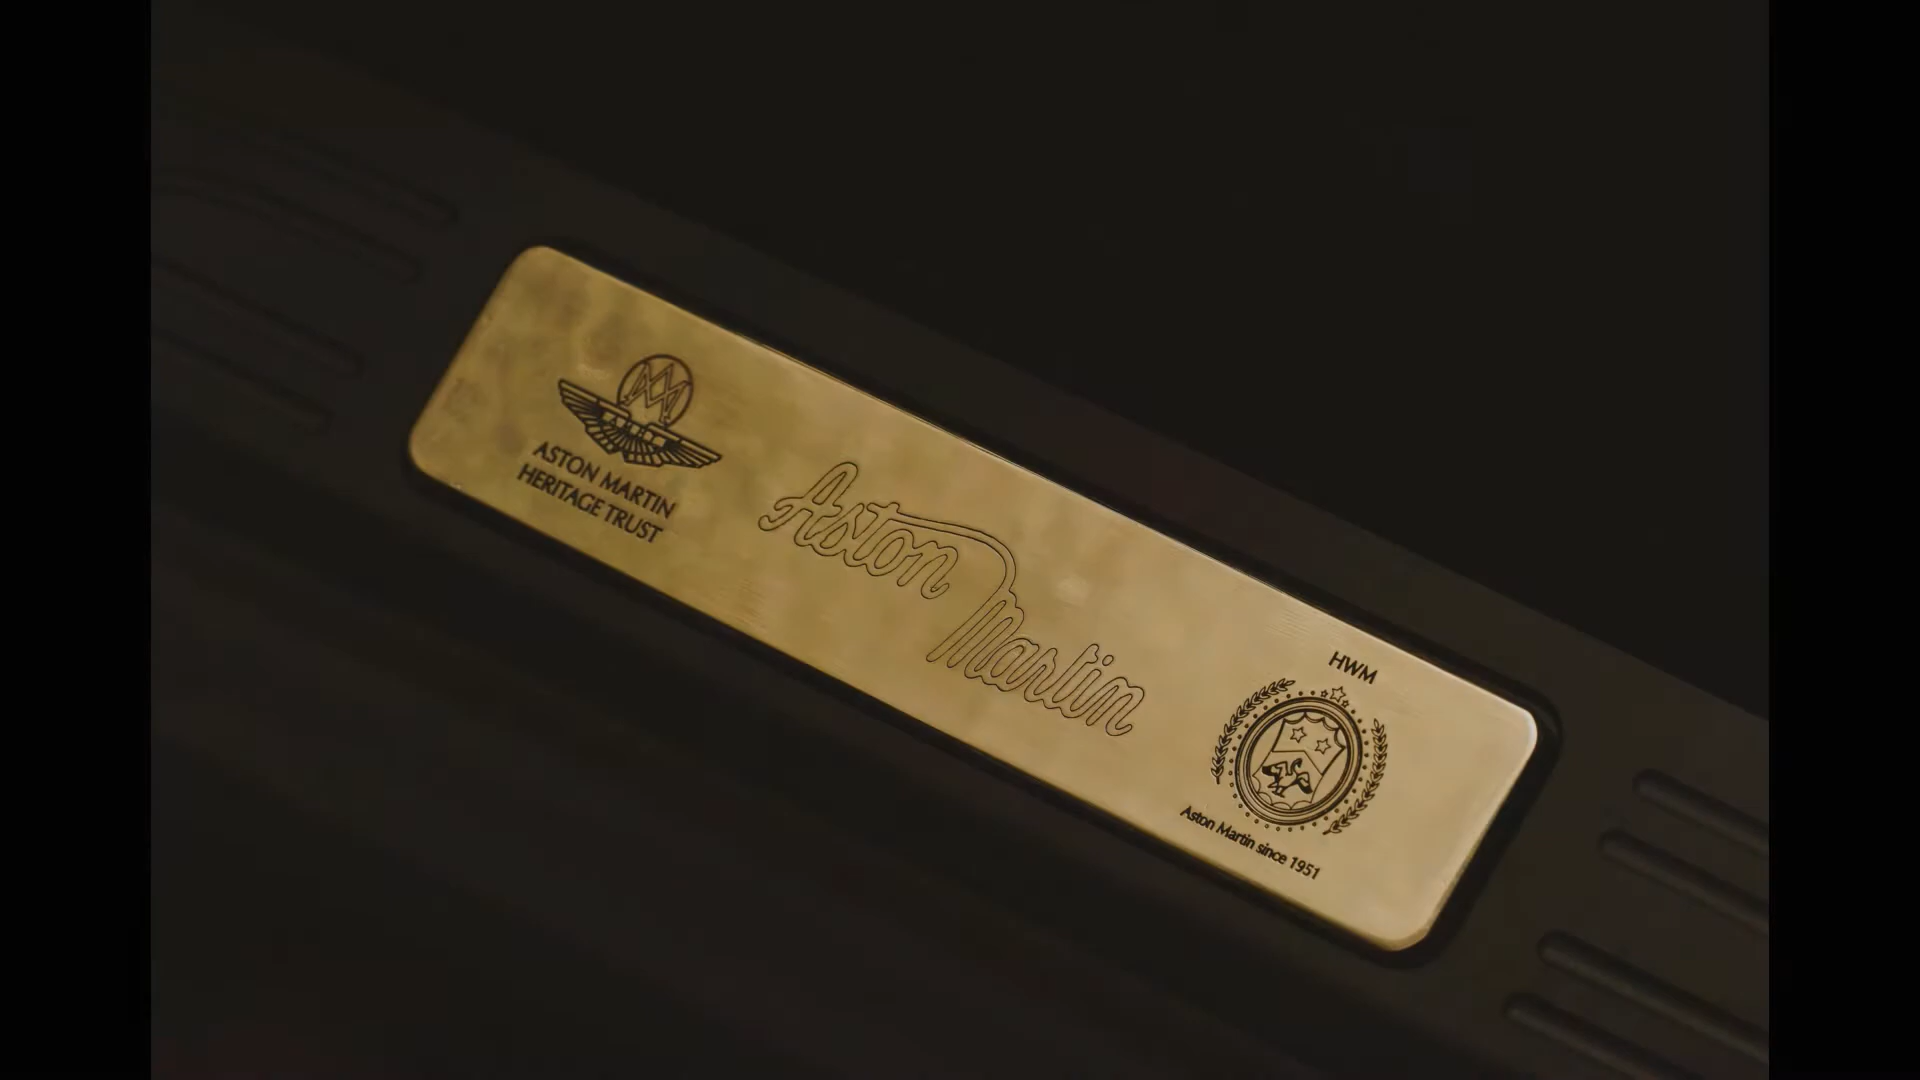 ASTON MARTIN
HERITAGE TRUST
Aston
Martin
HWM
Aston Martin since 1951